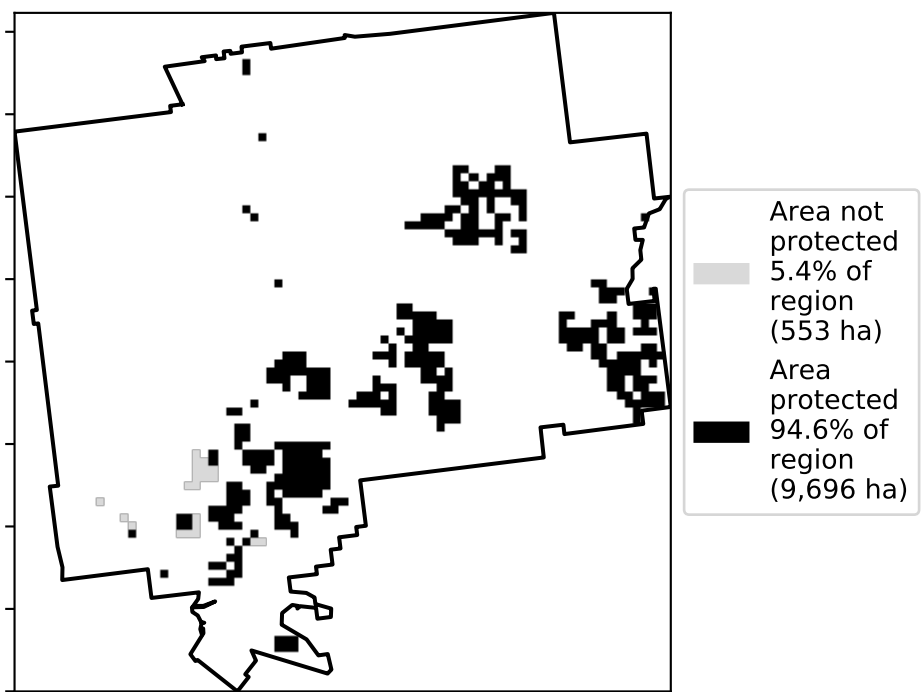 Area not
protected
5.4% of
region
(553 ha)
Area
protected
94.6% of
region
(9,696 ha)